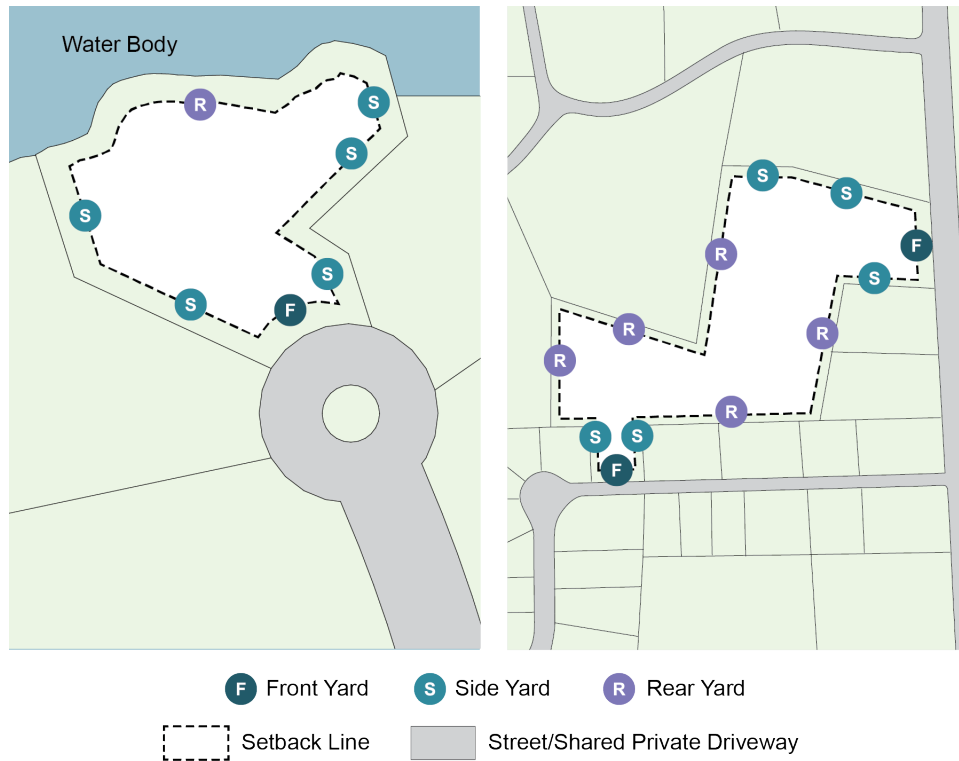 Water Body
R
S
S
S
S
S
F
S
S
F
S
R
R
R
R
R
S
S
F
F Front Yard S Side Yard R Rear Yard
Setback Line Street/Shared Private Driveway